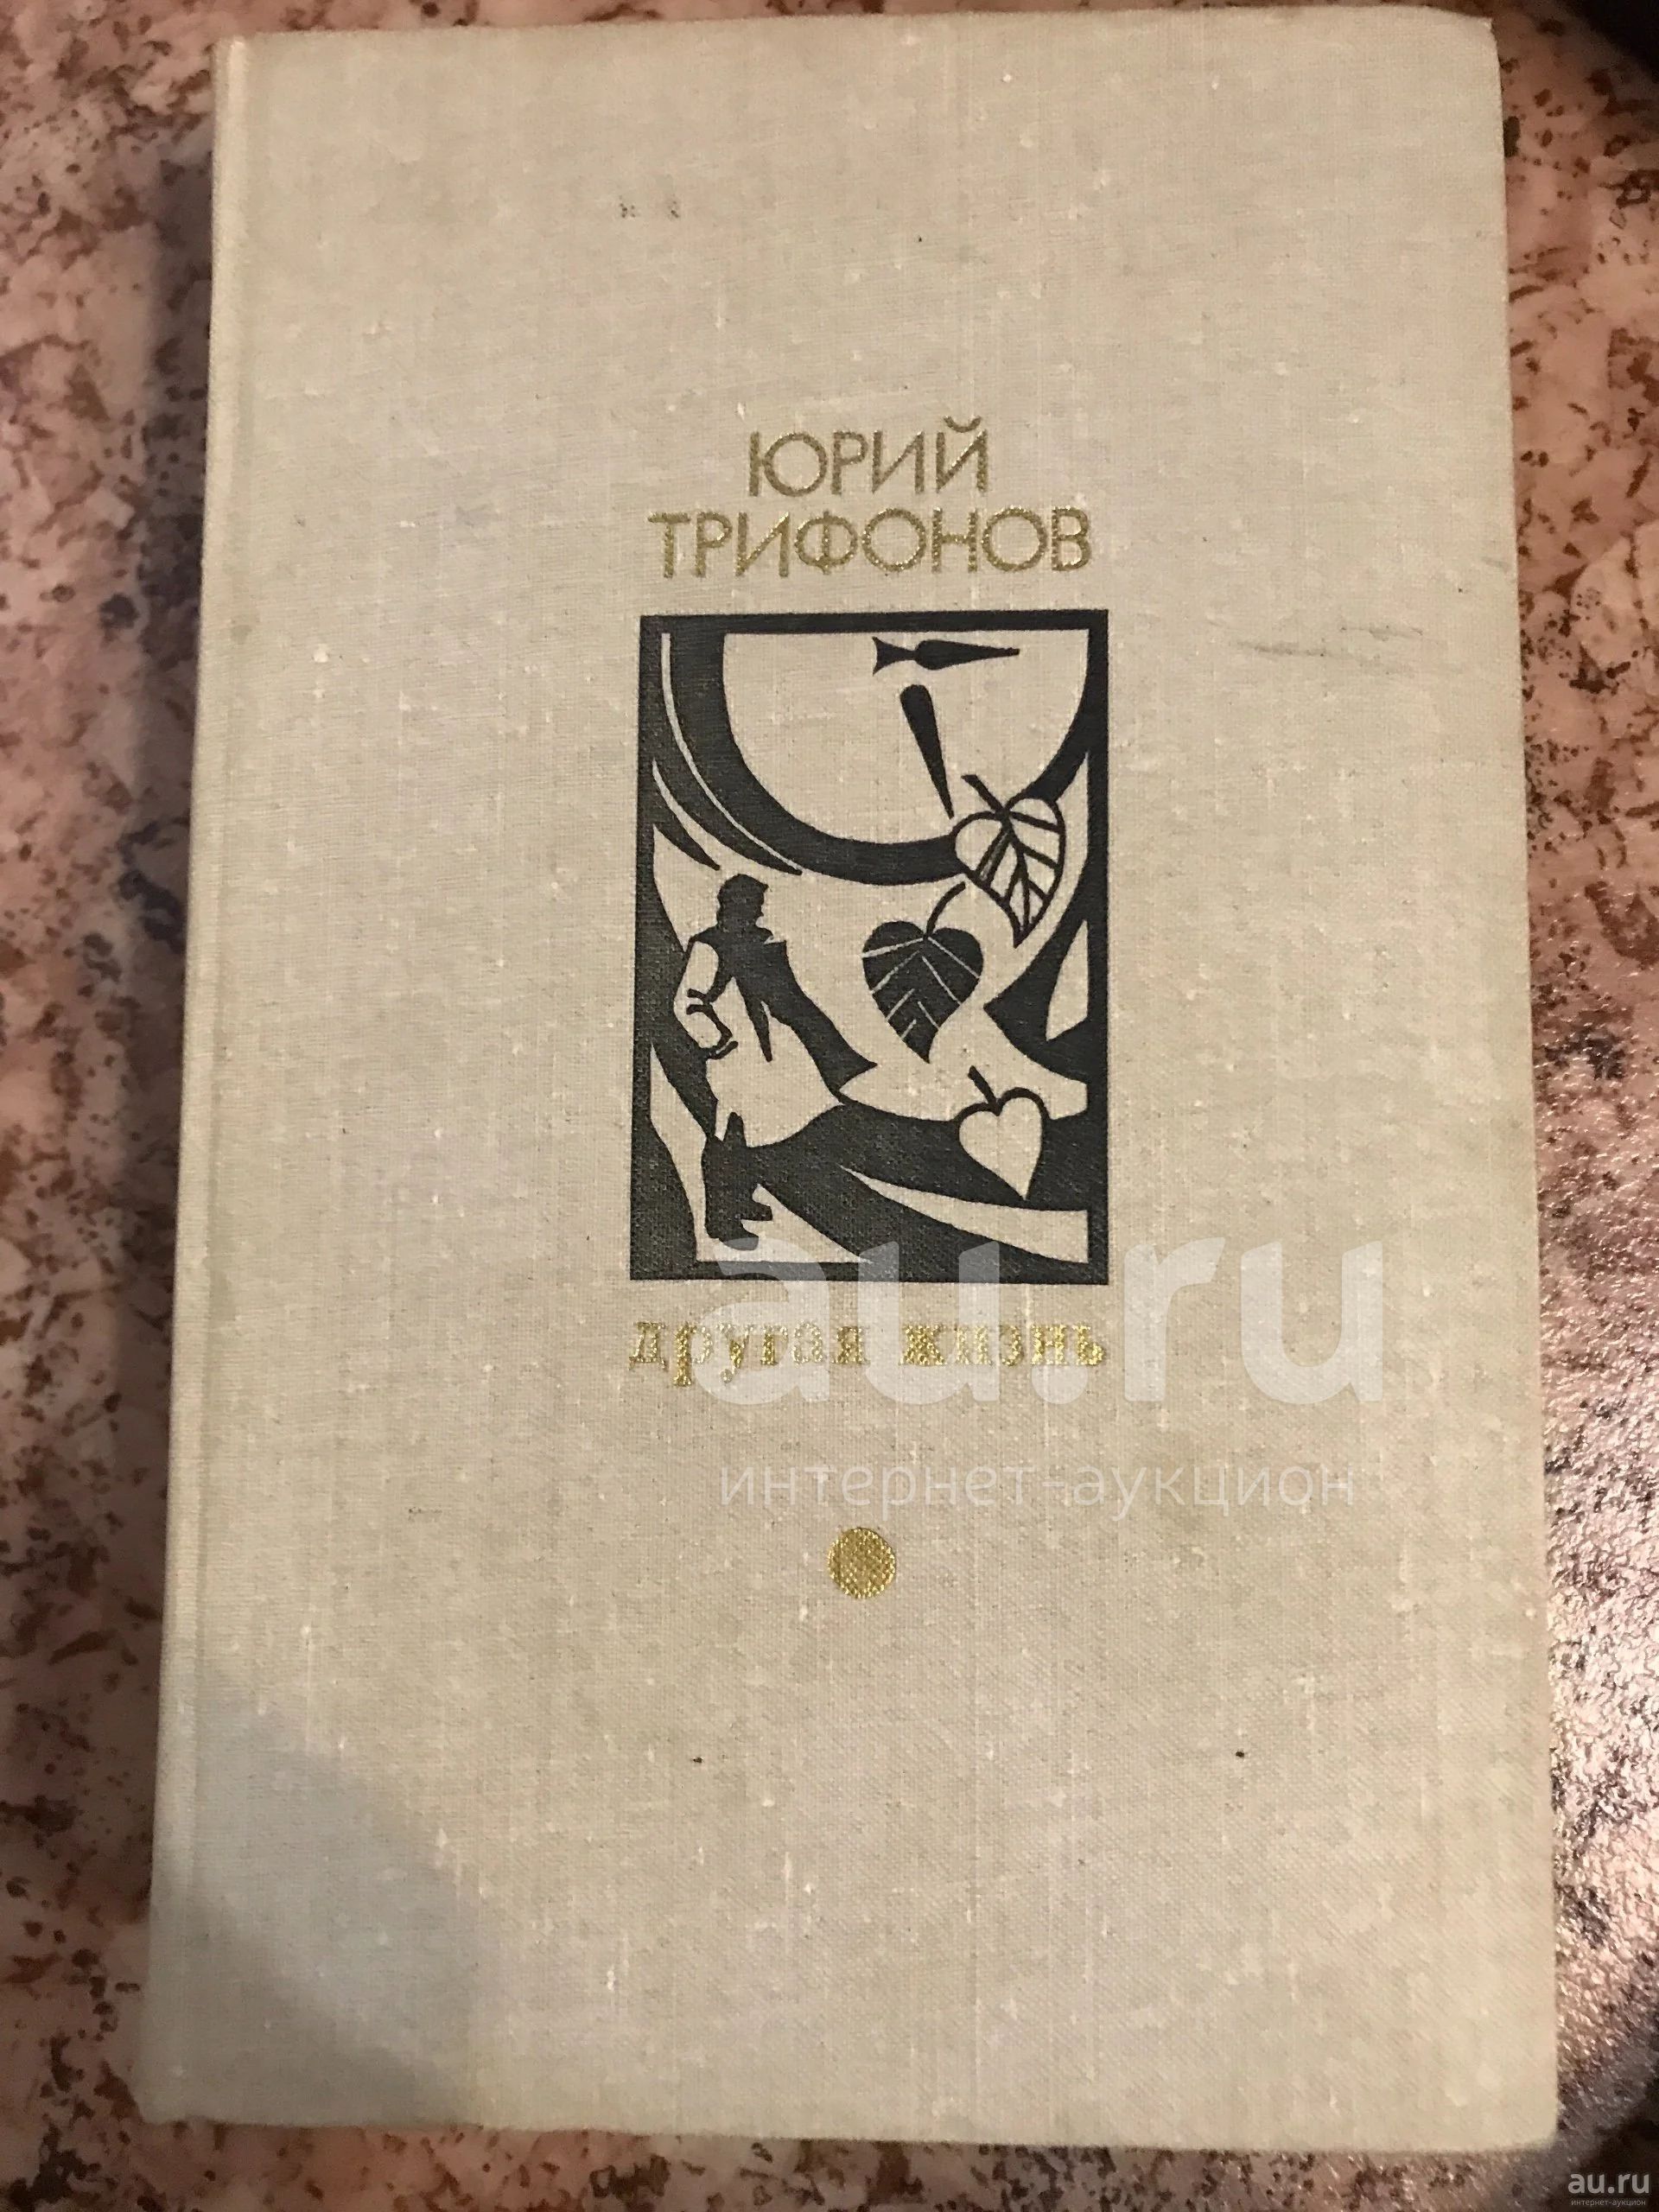 ЮРИЙ
ТРИФОНОВ
другая жизнь
au.ru
интернет-аукцион
au.ru
интернет-аукцион